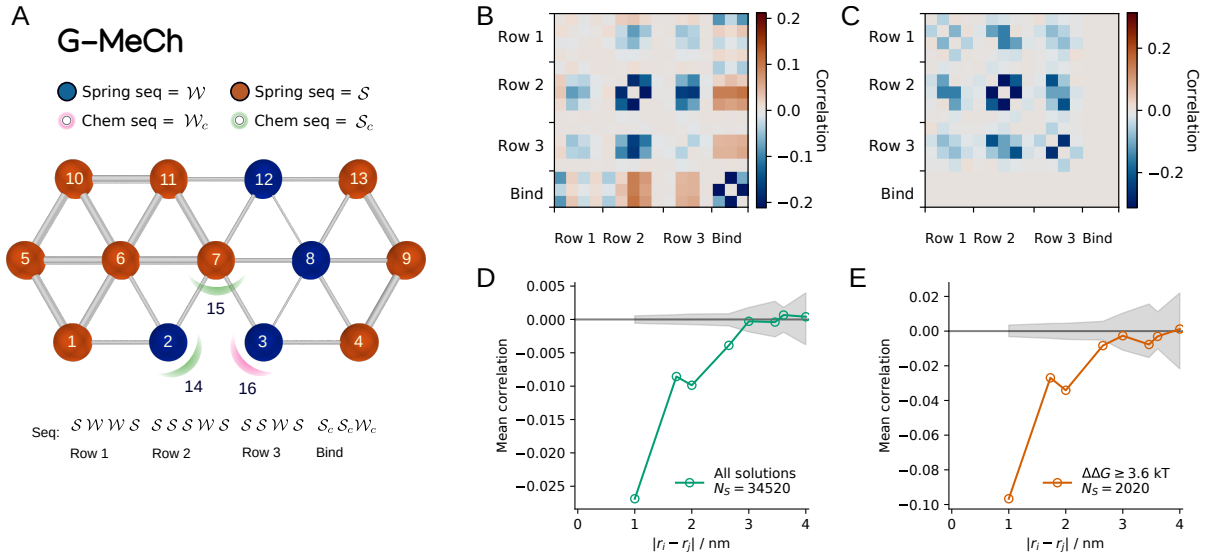 A
G–MeCh
Spring seq = 𝒲
Spring seq = 𝒮
Chem seq = 𝒲c
Chem seq = 𝒮c
10 11 12 13
5 6 7 8 9
15
1 2 3 4
14 16
Seq: 𝒮 𝒲 𝒲 𝒮 𝒮 𝒮 𝒮 𝒲 𝒮 𝒮 𝒮 𝒲 𝒮 𝒮c 𝒮c 𝒲c
Row 1 Row 2 Row 3 Bind
B
Row 1
Row 2
Row 3
Bind
Row 1 Row 2 Row 3 Bind
0.2
0.1
0.0
−0.1
−0.2
Correlation
C
Row 1
Row 2
Row 3
Bind
Row 1 Row 2 Row 3 Bind
0.2
0.0
−0.2
Correlation
D
0.005
0.000
−0.005
−0.010
−0.015
−0.020
−0.025
Mean correlation
All solutions
NS = 34520
0 1 2 3 4
|ri − rj| / nm
E
0.02
0.00
−0.02
−0.04
−0.06
−0.08
−0.10
Mean correlation
ΔΔG ≥ 3.6 kT
NS = 2020
0 1 2 3 4
|ri − rj| / nm